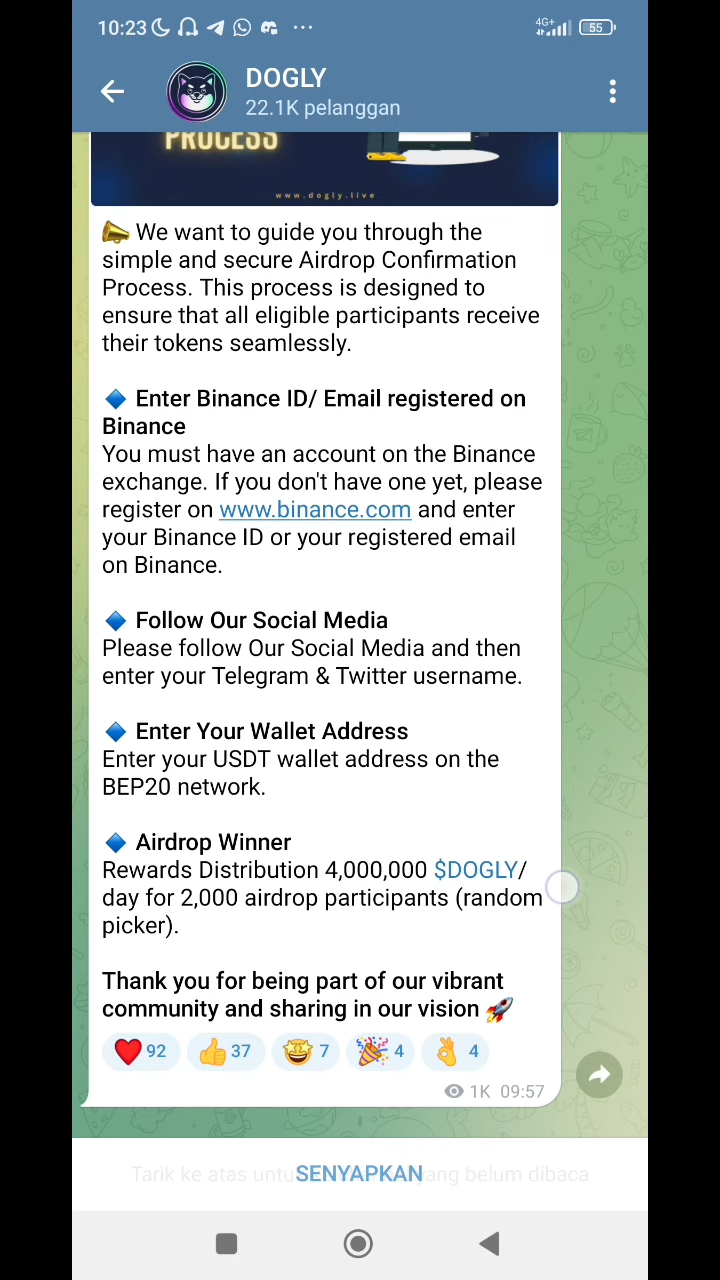 10:23
4G+
55
DOGLY
22.1K pelanggan
PROCESS
www.dogly.live
We want to guide you through the
simple and secure Airdrop Confirmation
Process. This process is designed to
ensure that all eligible participants receive
their tokens seamlessly.
Enter Binance ID/ Email registered on
Binance
You must have an account on the Binance
exchange. If you don't have one yet, please
register on www.binance.com and enter
your Binance ID or your registered email
on Binance.
Follow Our Social Media
Please follow Our Social Media and then
enter your Telegram & Twitter username.
Enter Your Wallet Address
Enter your USDT wallet address on the
BEP20 network.
Airdrop Winner
Rewards Distribution 4,000,000 $DOGLY/
day for 2,000 airdrop participants (random
picker).
Thank you for being part of our vibrant
community and sharing in our vision 🚀
92 37 7 4 4
1K 09:57
Tarik ke atas untu SENYAPKAN yang belum dibaca